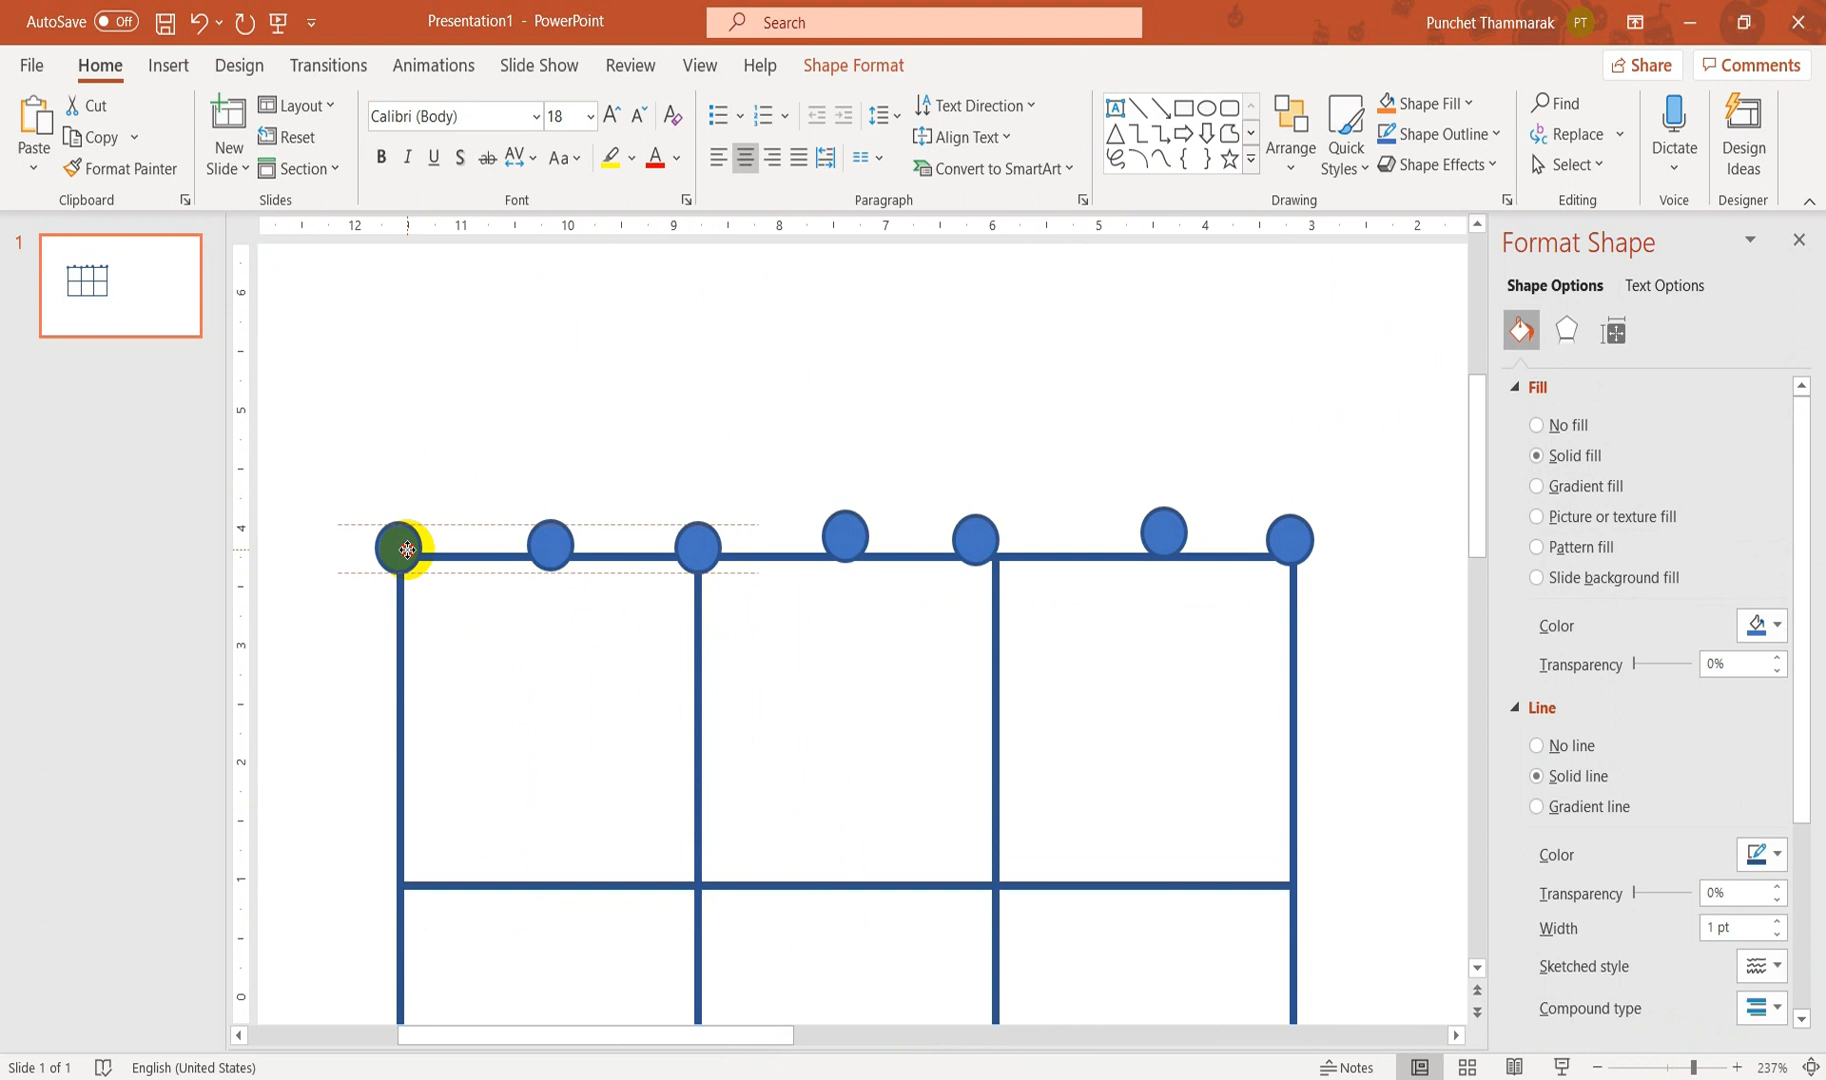 AutoSave Off Presentation1 - PowerPoint Search Punchet Thammarak PT
File Home Insert Design Transitions Animations Slide Show Review View Help Shape Format Share Comments
Paste Cut Copy Format Painter Clipboard
New Slide Layout Reset Section Slides
Calibri (Body) 18 A A A
B I U S ab AV Aa A Font
Text Direction Align Text Convert to SmartArt Paragraph
Arrange Quick Styles Shape Fill Shape Outline Shape Effects Drawing
Find Replace Select Editing
Dictate Voice
Design Ideas Designer
12 11 10 9 8 7 6 5 4 3 2
6
5
4
3
2
1
0
1
Format Shape
Shape Options Text Options
Fill
No fill
Solid fill
Gradient fill
Picture or texture fill
Pattern fill
Slide background fill
Color
Transparency 0%
Line
No line
Solid line
Gradient line
Color
Transparency 0%
Width 1 pt
Sketched style
Compound type
Slide 1 of 1 English (United States) Notes 237%